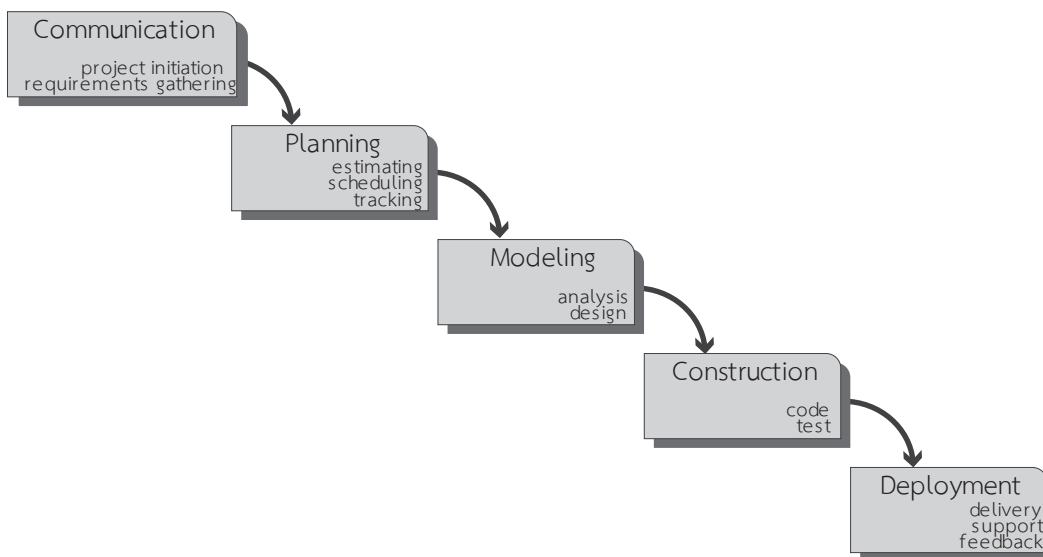 Communication
project initiation
requirements gathering
Planning
estimating
scheduling
tracking
Modeling
analysis
design
Construction
code
test
Deployment
delivery
support
feedback